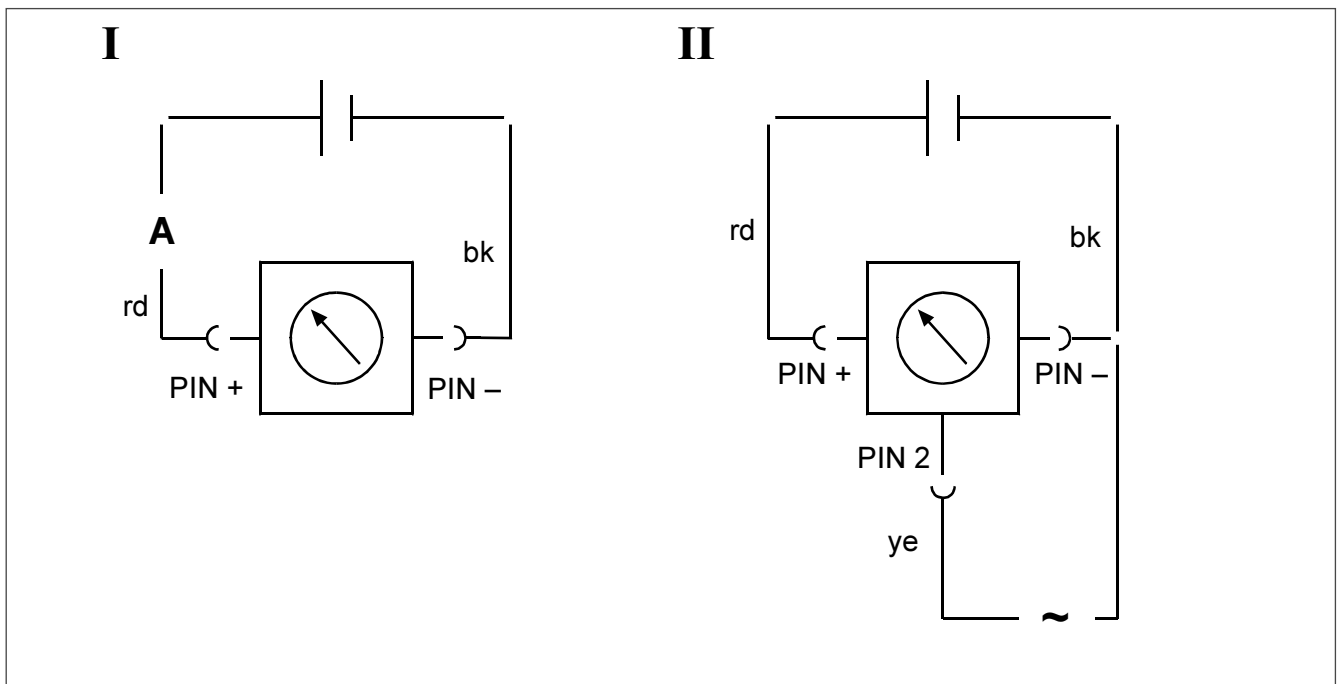 I
II
A
rd
bk
PIN +
PIN –
rd
bk
PIN +
PIN –
PIN 2
ye
~